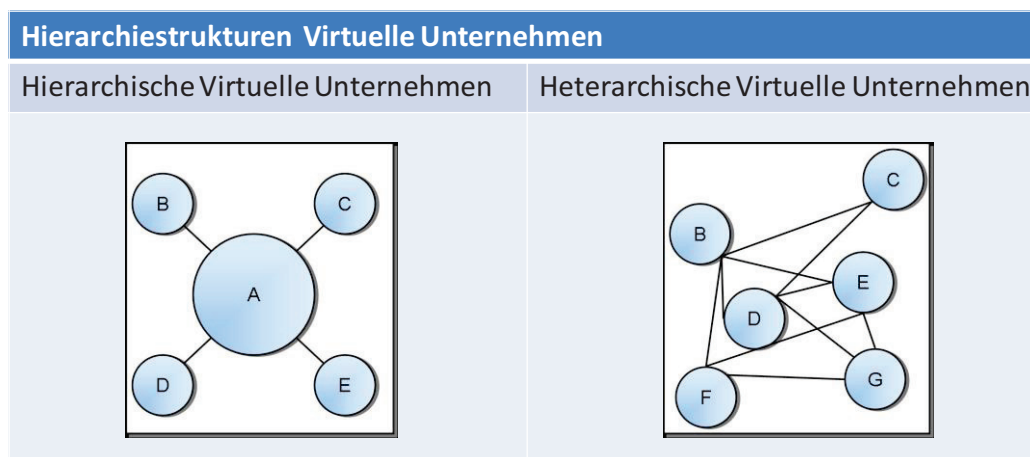 Hierarchiestrukturen Virtuelle Unternehmen
Hierarchische Virtuelle Unternehmen
Heterarchische Virtuelle Unternehmen
B
C
A
D
E
C
B
E
D
G
F